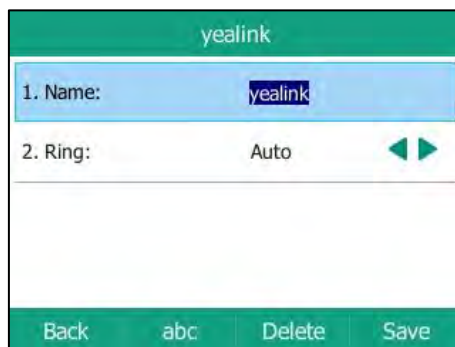 yealink
1. Name: yealink
2. Ring: Auto
Back abc Delete Save